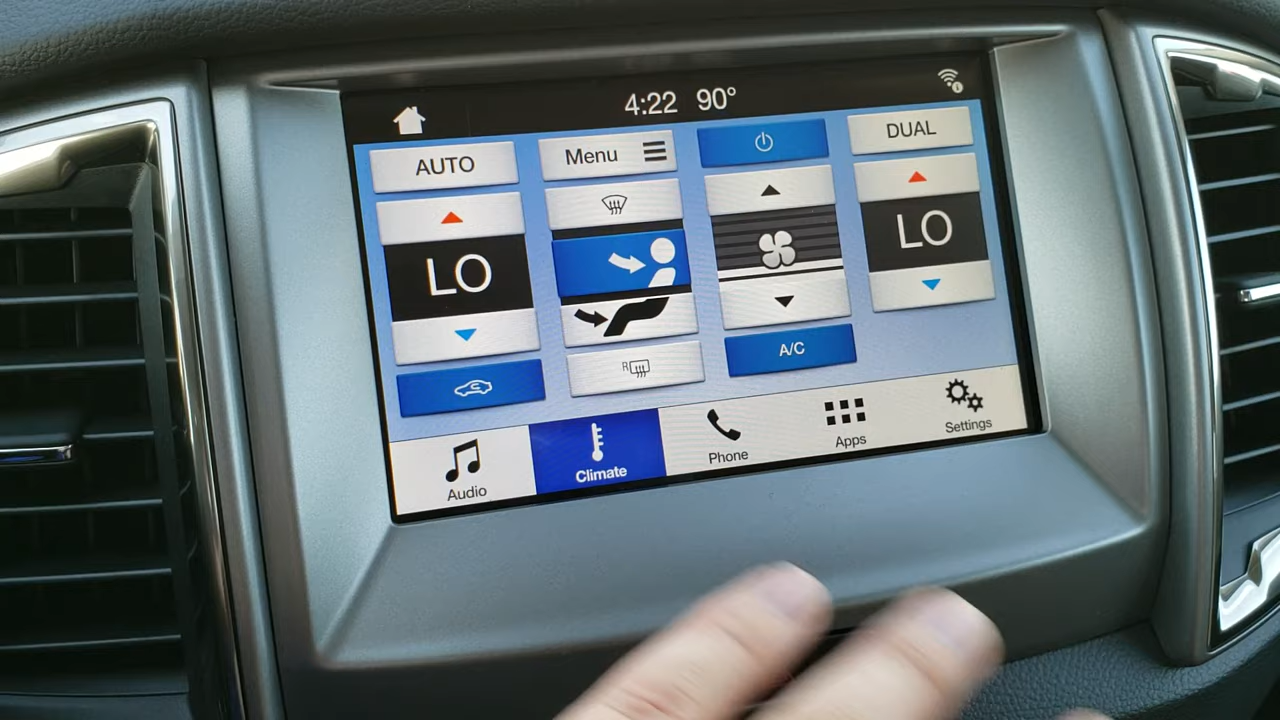 4:22 90°
AUTO
Menu
DUAL
LO
LO
R
A/C
Audio
Climate
Phone
Apps
Settings